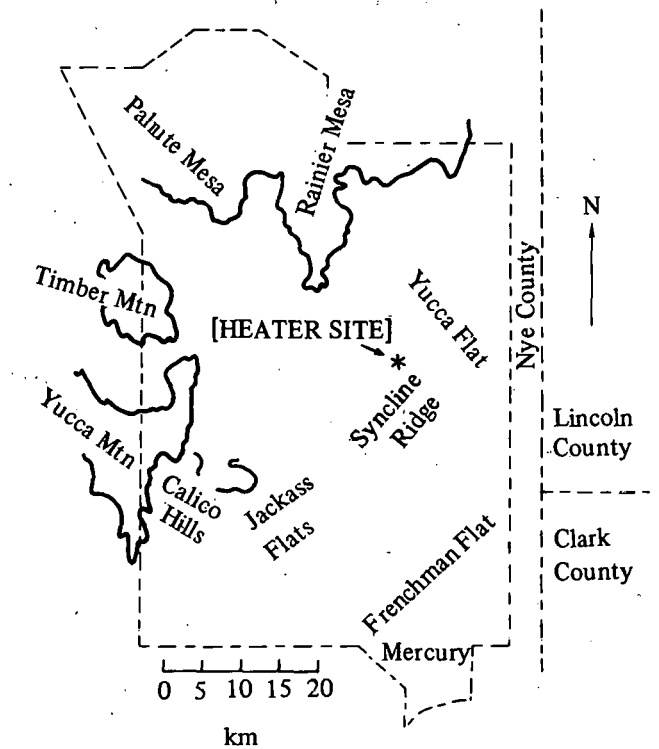 Pahute Mesa
Rainier Mesa
N
Timber Mtn
[HEATER SITE]
*
Yucca Flat
Nye County
Syncline
Ridge
Lincoln
County
Yucca Mtn
Calico
Hills
Jackass
Flats
Frenchman Flat
Clark
County
Mercury
0 5 10 15 20
km